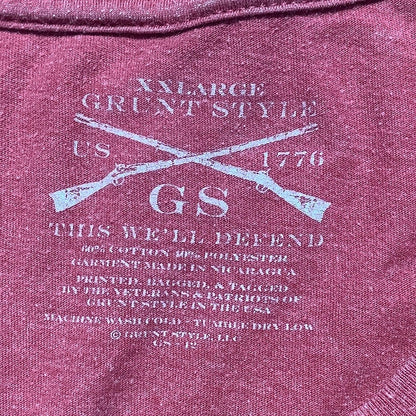 XXLARGE
GRUNT STYLE
US 1776
GS
THIS WE'LL DEFEND
60% COTTON 40% POLYESTER
GARMENT MADE IN NICARAGUA
PRINTED, BAGGED, & TAGGED
BY THE VETERANS & PATRIOTS OF
GRUNT STYLE IN THE USA
MACHINE WASH COLD - TUMBLE DRY LOW
© GRUNT STYLE, LLC
GS - 12